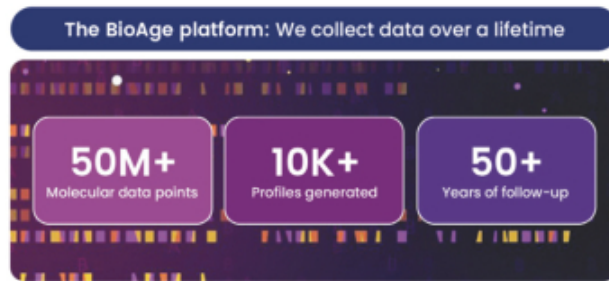 The BioAge platform: We collect data over a lifetime
50M+
Molecular data points
10K+
Profiles generated
50+
Years of follow-up